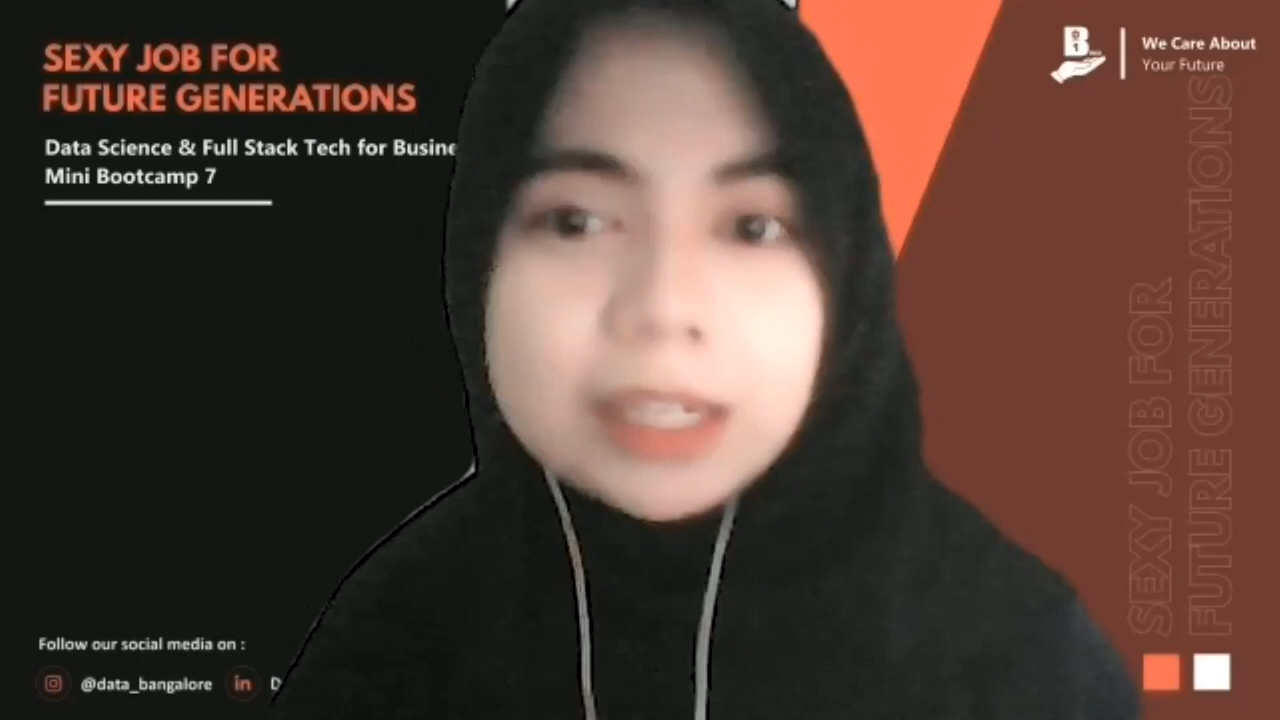 SEXY JOB FOR
FUTURE GENERATIONS
Data Science & Full Stack Tech for
Mini Bootcamp 7
We Care About
Your Future
SEXY JOB FOR
FUTURE GENERATIONS
Follow our social media on :
@data_bangalore in